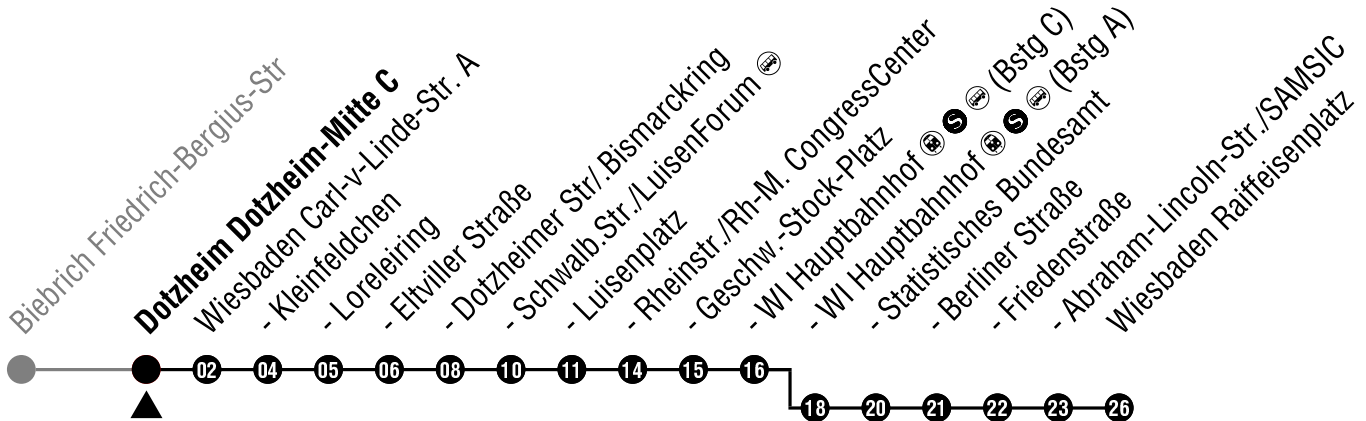 Biebrich Friedrich-Bergius-Str
Dotzheim Dotzheim-Mitte C
Wiesbaden Carl-v-Linde-Str. A
- Kleinfeldchen
- Loreleiring
- Eltviller Straße
- Dotzheimer Str/ Bismarckring
- Schwalb.Str./LuisenForum
- Luisenplatz
- Rheinstr./Rh-M. CongressCenter
- Geschw.-Stock-Platz
- WI Hauptbahnhof S (Bstg C)
- WI Hauptbahnhof S (Bstg A)
- Statistisches Bundesamt
- Berliner Straße
- Friedenstraße
- Abraham-Lincoln-Str./SAMSIC
Wiesbaden Raiffeisenplatz
02 04 05 06 08 10 11 14 15 16
18 20 21 22 23 26